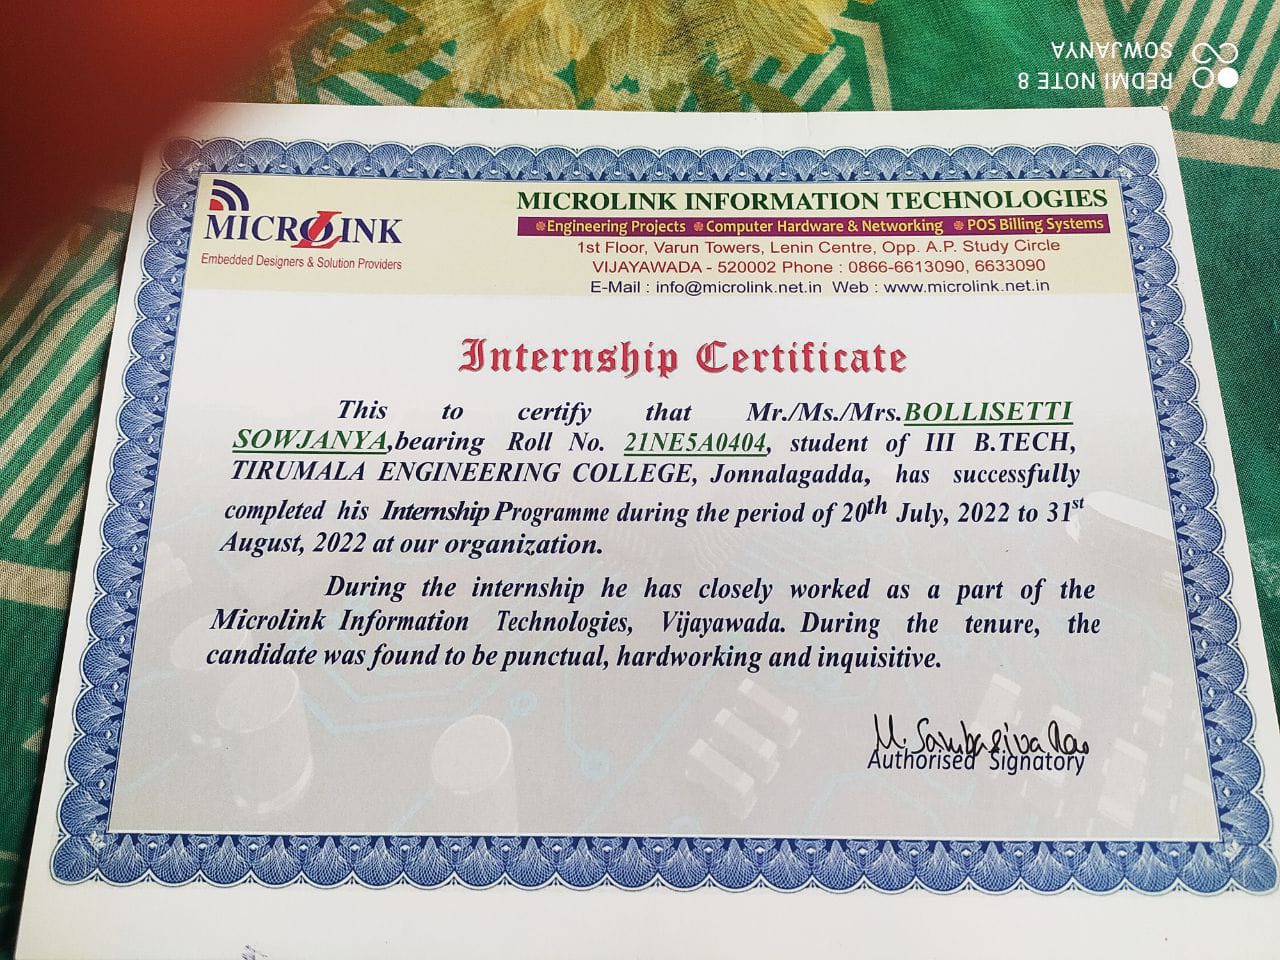 REDMI NOTE 8
SOWJANYA
MICROLINK
Embedded Designers & Solution Providers
MICROLINK INFORMATION TECHNOLOGIES
Engineering Projects Computer Hardware & Networking POS Billing Systems
1st Floor, Varun Towers, Lenin Centre, Opp. A.P. Study Circle
VIJAYAWADA - 520002 Phone : 0866-6613090, 6633090
E-Mail : info@microlink.net.in Web : www.microlink.net.in
Internship Certificate
This to certify that Mr./Ms./Mrs.BOLLISETTI
SOWJANYA,bearing Roll No. 21NE5A0404, student of III B.TECH,
TIRUMALA ENGINEERING COLLEGE, Jonnalagadda, has successfully
completed his Internship Programme during the period of 20th July, 2022 to 31st
August, 2022 at our organization.
During the internship he has closely worked as a part of the
Microlink Information Technologies, Vijayawada. During the tenure, the
candidate was found to be punctual, hardworking and inquisitive.
M. Sambasiva Rao
Authorised Signatory